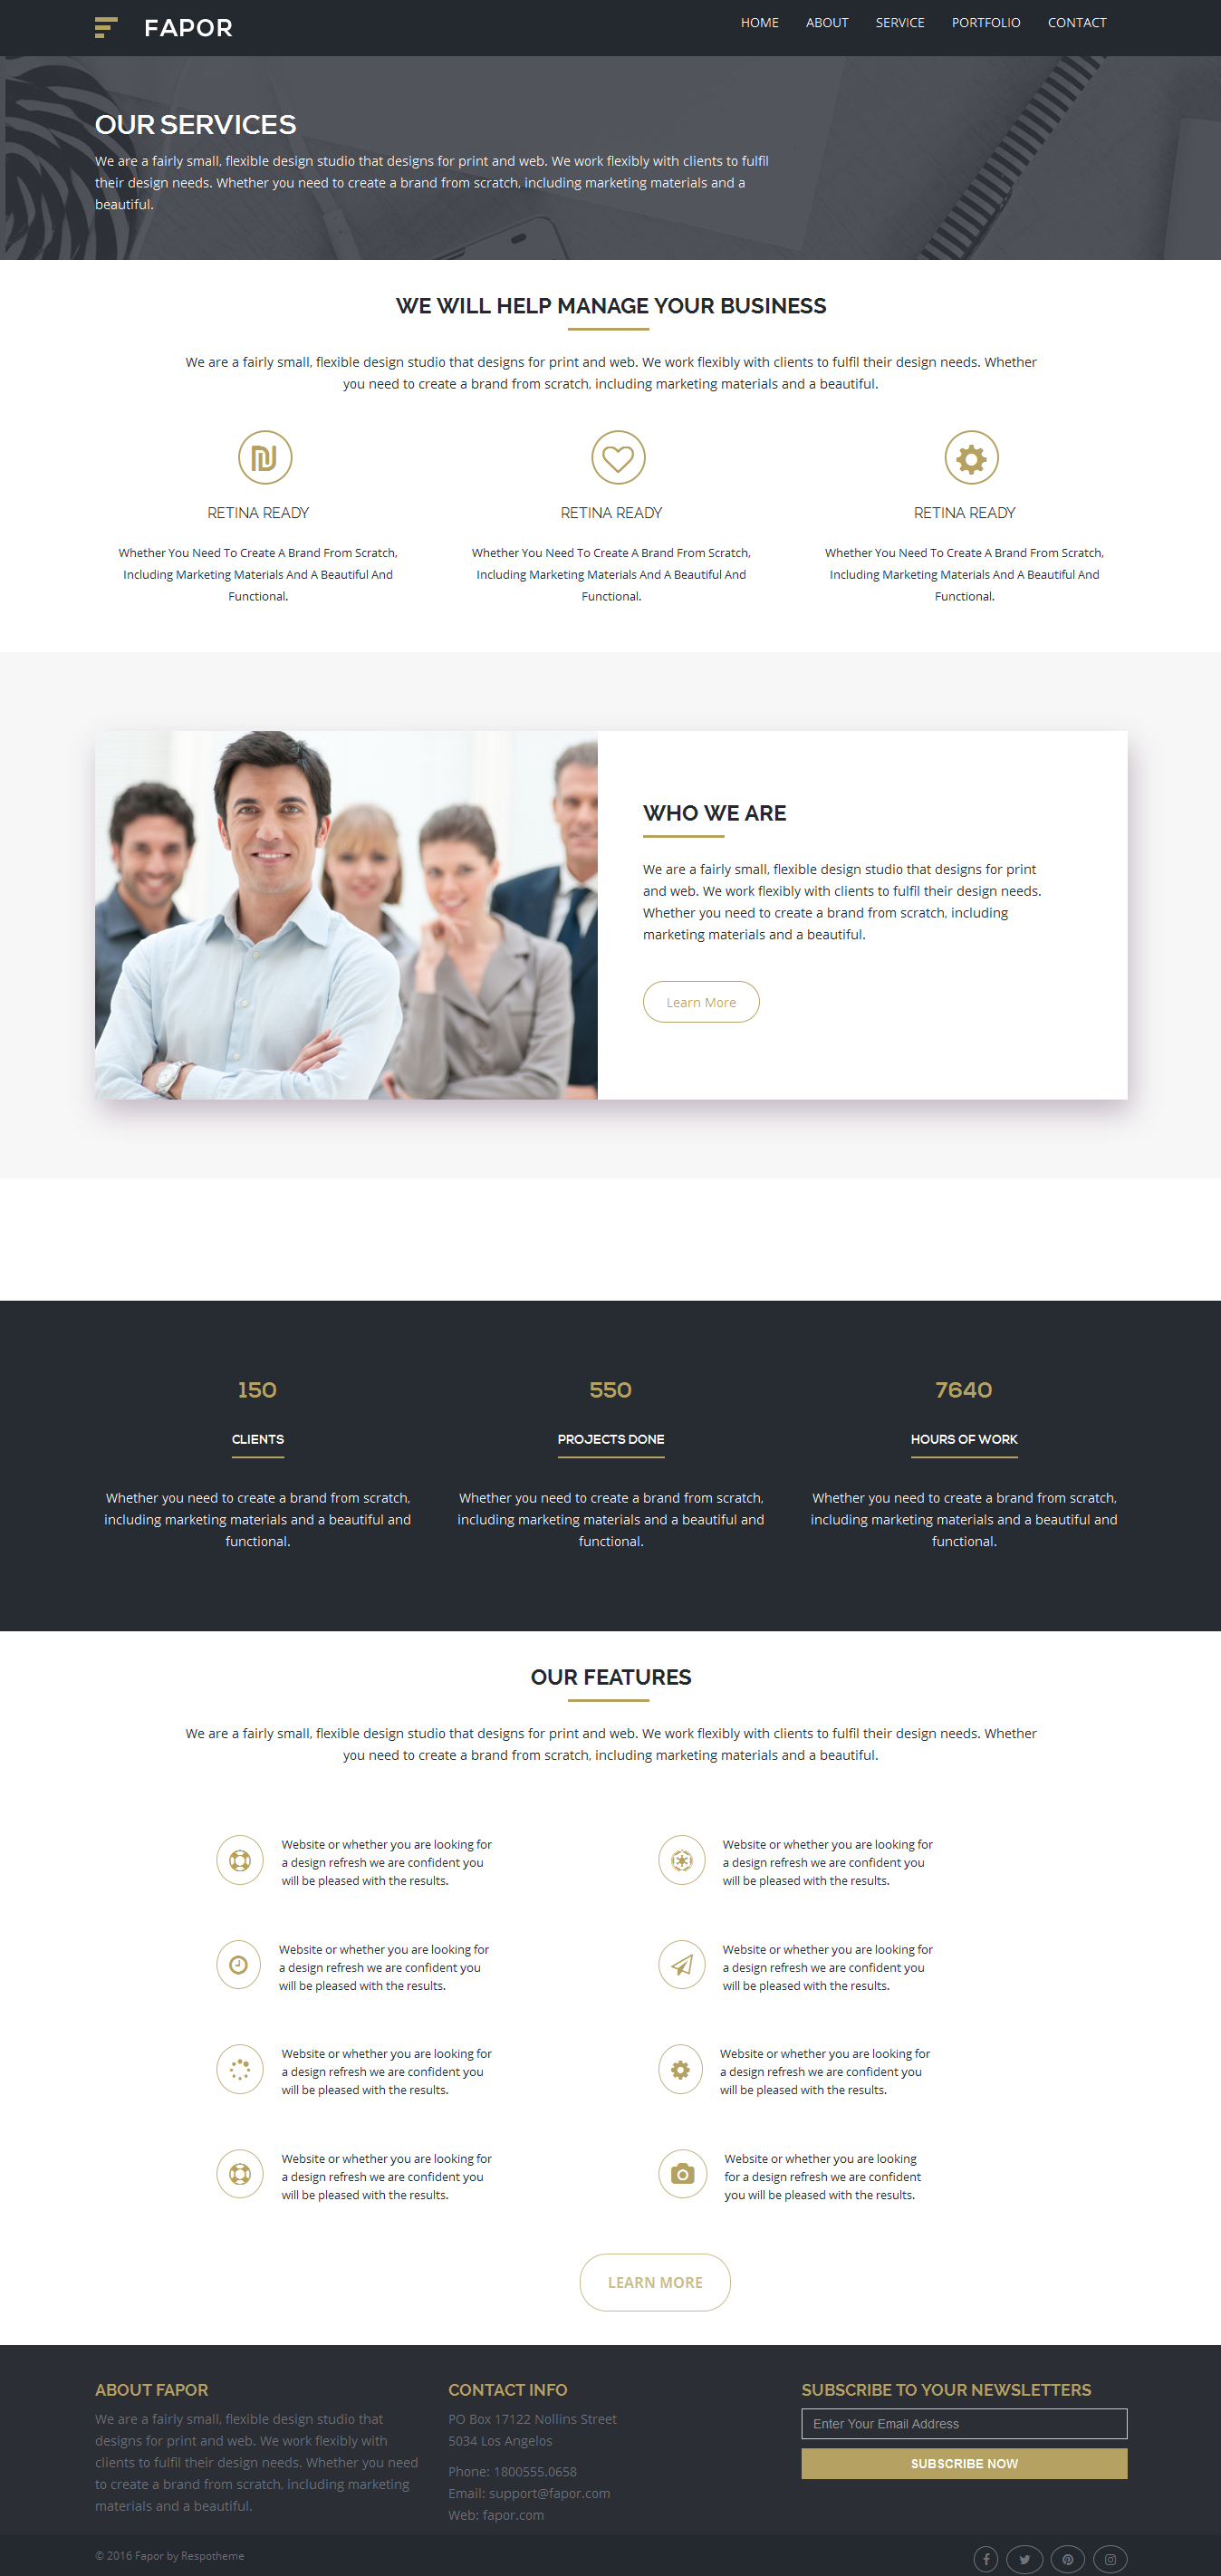 FAPOR
HOME ABOUT SERVICE PORTFOLIO CONTACT
OUR SERVICES
We are a fairly small, flexible design studio that designs for print and web. We work flexibly with clients to fulfil
their design needs. Whether you need to create a brand from scratch, including marketing materials and a
beautiful.
WE WILL HELP MANAGE YOUR BUSINESS
We are a fairly small, flexible design studio that designs for print and web. We work flexibly with clients to fulfil their design needs. Whether
you need to create a brand from scratch, including marketing materials and a beautiful.
RETINA READY
Whether You Need To Create A Brand From Scratch,
Including Marketing Materials And A Beautiful And
Functional.
RETINA READY
Whether You Need To Create A Brand From Scratch,
Including Marketing Materials And A Beautiful And
Functional.
RETINA READY
Whether You Need To Create A Brand From Scratch,
Including Marketing Materials And A Beautiful And
Functional.
WHO WE ARE
We are a fairly small, flexible design studio that designs for print
and web. We work flexibly with clients to fulfil their design needs.
Whether you need to create a brand from scratch, including
marketing materials and a beautiful.
Learn More
150
CLIENTS
Whether you need to create a brand from scratch,
including marketing materials and a beautiful and
functional.
550
PROJECTS DONE
Whether you need to create a brand from scratch,
including marketing materials and a beautiful and
functional.
7640
HOURS OF WORK
Whether you need to create a brand from scratch,
including marketing materials and a beautiful and
functional.
OUR FEATURES
We are a fairly small, flexible design studio that designs for print and web. We work flexibly with clients to fulfil their design needs. Whether
you need to create a brand from scratch, including marketing materials and a beautiful.
Website or whether you are looking for
a design refresh we are confident you
will be pleased with the results.
Website or whether you are looking for
a design refresh we are confident you
will be pleased with the results.
Website or whether you are looking for
a design refresh we are confident you
will be pleased with the results.
Website or whether you are looking for
a design refresh we are confident you
will be pleased with the results.
Website or whether you are looking for
a design refresh we are confident you
will be pleased with the results.
Website or whether you are looking for
a design refresh we are confident you
will be pleased with the results.
Website or whether you are looking for
a design refresh we are confident you
will be pleased with the results.
Website or whether you are looking
for a design refresh we are confident
you will be pleased with the results.
LEARN MORE
ABOUT FAPOR
We are a fairly small, flexible design studio that
designs for print and web. We work flexibly with
clients to fulfil their design needs. Whether you need
to create a brand from scratch, including marketing
materials and a beautiful.
CONTACT INFO
PO Box 17122 Nollins Street
5034 Los Angelos
Phone: 1800555.0658
Email: support@fapor.com
Web: fapor.com
SUBSCRIBE TO YOUR NEWSLETTERS
Enter Your Email Address
SUBSCRIBE NOW
© 2016 Fapor by Respotheme